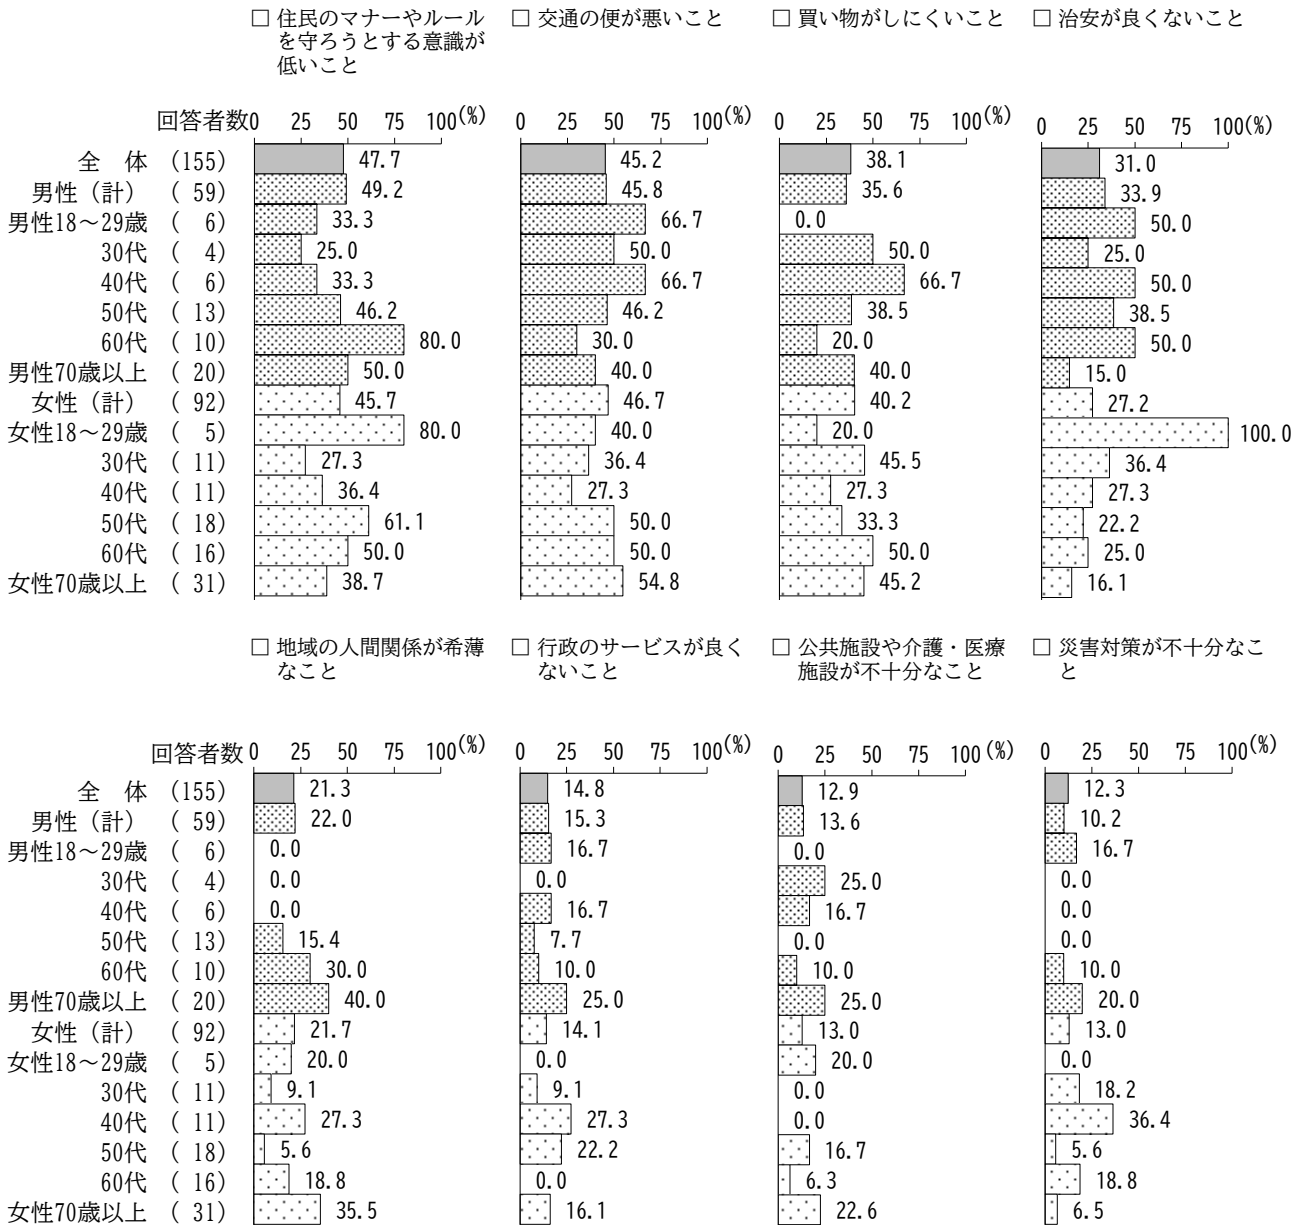 □ 住民のマナーやルール
を守ろうとする意識が
低いこと
□ 交通の便が悪いこと
□ 買い物がしにくいこと
□ 治安が良くないこと
回答者数 0 25 50 75 100(%) 0 25 50 75 100(%) 0 25 50 75 100(%) 0 25 50 75 100(%)
全 体 (155) 47.7 45.2 38.1 31.0
男性（計） ( 59) 49.2 45.8 35.6 33.9
男性18～29歳 ( 6) 33.3 66.7 0.0 50.0
30代 ( 4) 25.0 50.0 50.0 25.0
40代 ( 6) 33.3 66.7 66.7 50.0
50代 ( 13) 46.2 46.2 38.5 38.5
60代 ( 10) 80.0 30.0 20.0 50.0
男性70歳以上 ( 20) 50.0 40.0 40.0 15.0
女性（計） ( 92) 45.7 46.7 40.2 27.2
女性18～29歳 ( 5) 80.0 40.0 20.0 100.0
30代 ( 11) 27.3 36.4 45.5 36.4
40代 ( 11) 36.4 27.3 27.3 27.3
50代 ( 18) 61.1 50.0 33.3 22.2
60代 ( 16) 50.0 50.0 50.0 25.0
女性70歳以上 ( 31) 38.7 54.8 45.2 16.1
□ 地域の人間関係が希薄
なこと
□ 行政のサービスが良く
ないこと
□ 公共施設や介護・医療
施設が不十分なこと
□ 災害対策が不十分なこ
と
回答者数 0 25 50 75 100(%) 0 25 50 75 100(%) 0 25 50 75 100(%) 0 25 50 75 100(%)
全 体 (155) 21.3 14.8 12.9 12.3
男性（計） ( 59) 22.0 15.3 13.6 10.2
男性18～29歳 ( 6) 0.0 16.7 0.0 16.7
30代 ( 4) 0.0 0.0 25.0 0.0
40代 ( 6) 0.0 16.7 16.7 0.0
50代 ( 13) 15.4 7.7 0.0 0.0
60代 ( 10) 30.0 10.0 10.0 10.0
男性70歳以上 ( 20) 40.0 25.0 25.0 20.0
女性（計） ( 92) 21.7 14.1 13.0 13.0
女性18～29歳 ( 5) 20.0 0.0 20.0 0.0
30代 ( 11) 9.1 9.1 0.0 18.2
40代 ( 11) 27.3 27.3 0.0 36.4
50代 ( 18) 5.6 22.2 16.7 5.6
60代 ( 16) 18.8 0.0 6.3 18.8
女性70歳以上 ( 31) 35.5 16.1 22.6 6.5